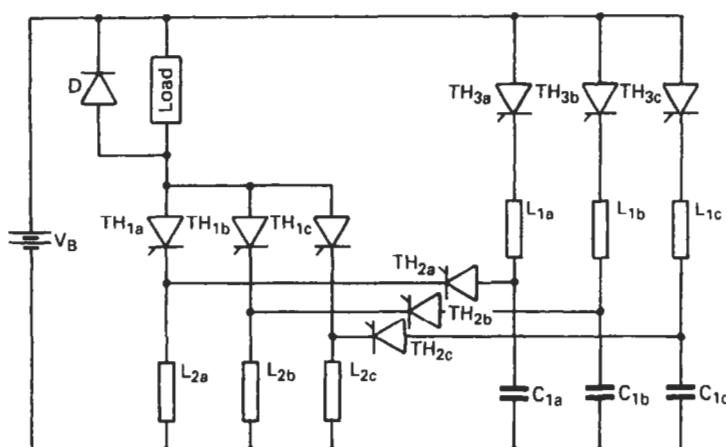 D
Load
TH3a
TH3b
TH3c
TH1a
TH1b
TH1c
L1a
L1b
L1c
VB
TH2a
TH2b
TH2c
L2a
L2b
L2c
C1a
C1b
C1c